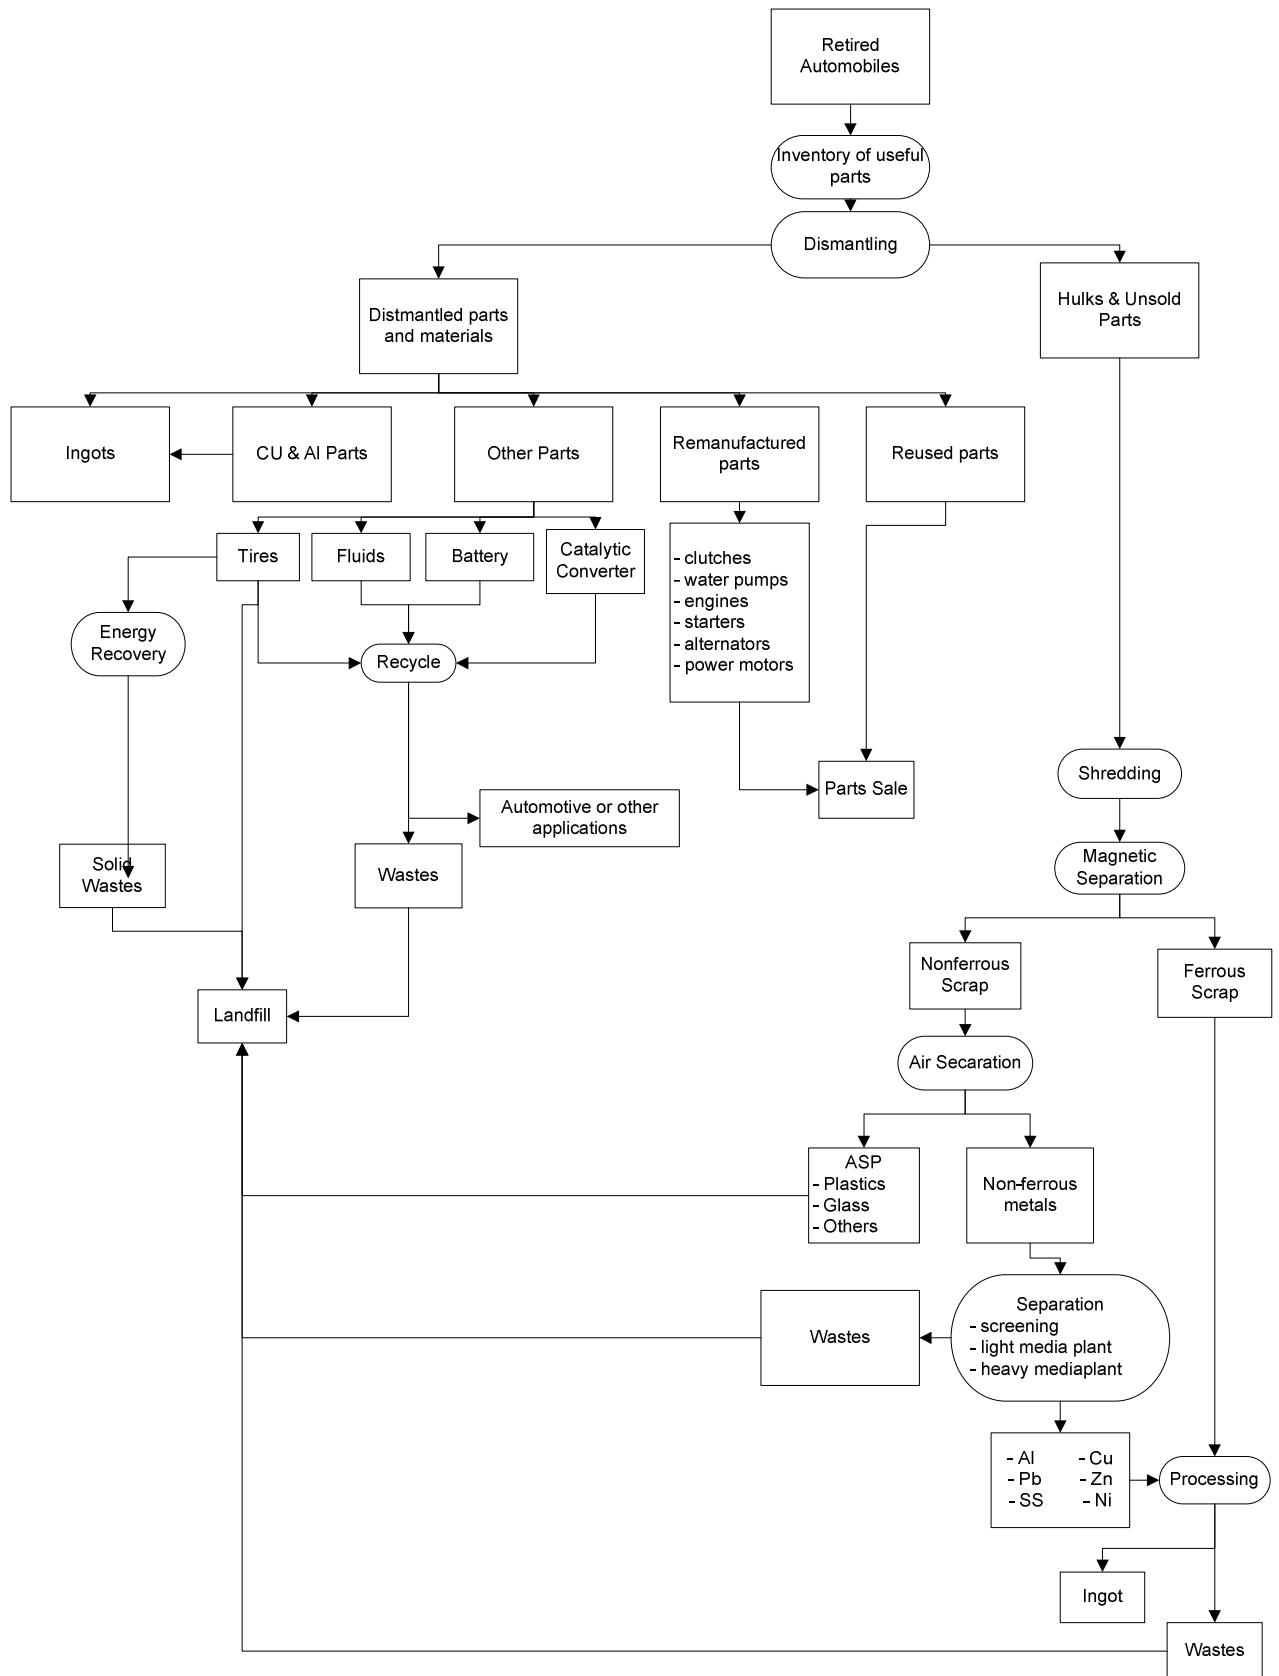 Retired
Automobiles
Inventory of useful
parts
Dismantling
Distmantled parts
and materials
Hulks & Unsold
Parts
Ingots
CU & Al Parts
Other Parts
Remanufactured
parts
Reused parts
Tires
Fluids
Battery
Catalytic
Converter
- clutches
- water pumps
- engines
- starters
- alternators
- power motors
Energy
Recovery
Recycle
Shredding
Parts Sale
Automotive or other
applications
Solid
Wastes
Wastes
Magnetic
Separation
Nonferrous
Scrap
Ferrous
Scrap
Landfill
Air Secaration
ASP
- Plastics
- Glass
- Others
Non-ferrous
metals
Separation
- screening
- light media plant
- heavy mediaplant
Wastes
- Al - Cu
- Pb - Zn
- SS - Ni
Processing
Ingot
Wastes